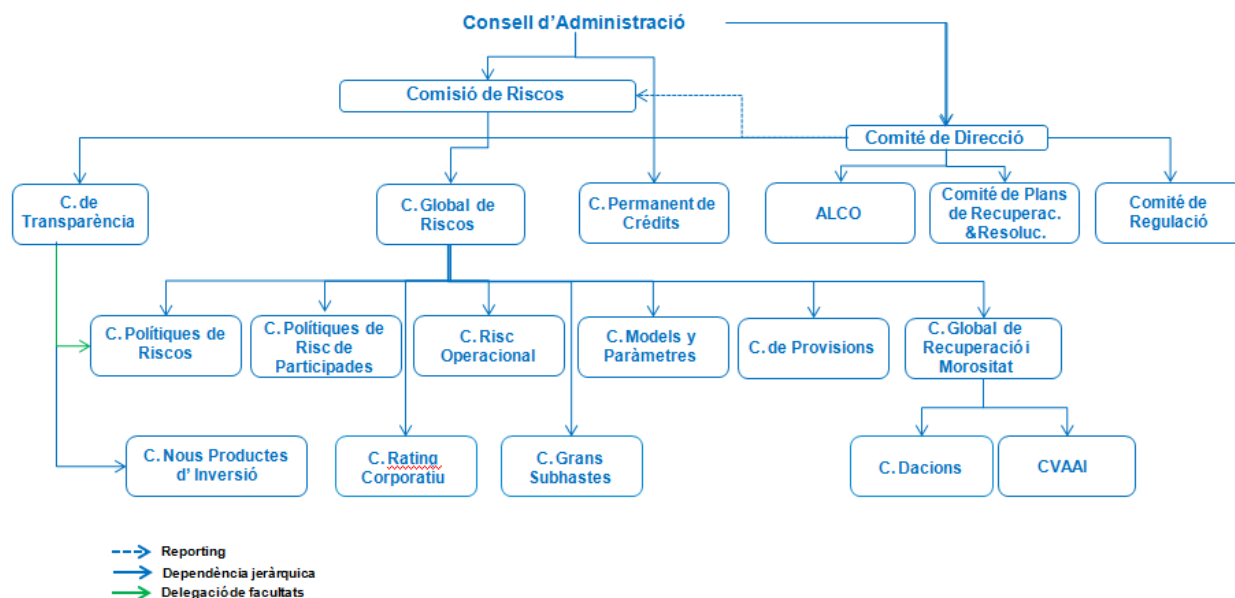 Consell d'Administració
Comisió de Riscos
Comité de Direcció
C. de
Transparència
C. Global de
Riscos
C. Permanent de
Crédits
ALCO
Comité de Plans
de Recuperac.
&Resoluc.
Comité de
Regulació
C. Polítiques de
Riscos
C. Polítiques de
Risc de
Participades
C. Risc
Operacional
C. Models y
Paràmetres
C. de Provisions
C. Global de
Recuperació i
Morositat
C. Nous Productes
d' Inversió
C. Rating
Corporatiu
C. Grans
Subhastes
C. Dacions
CVAAI
Reporting
Dependència jeràrquica
Delegació de facultats